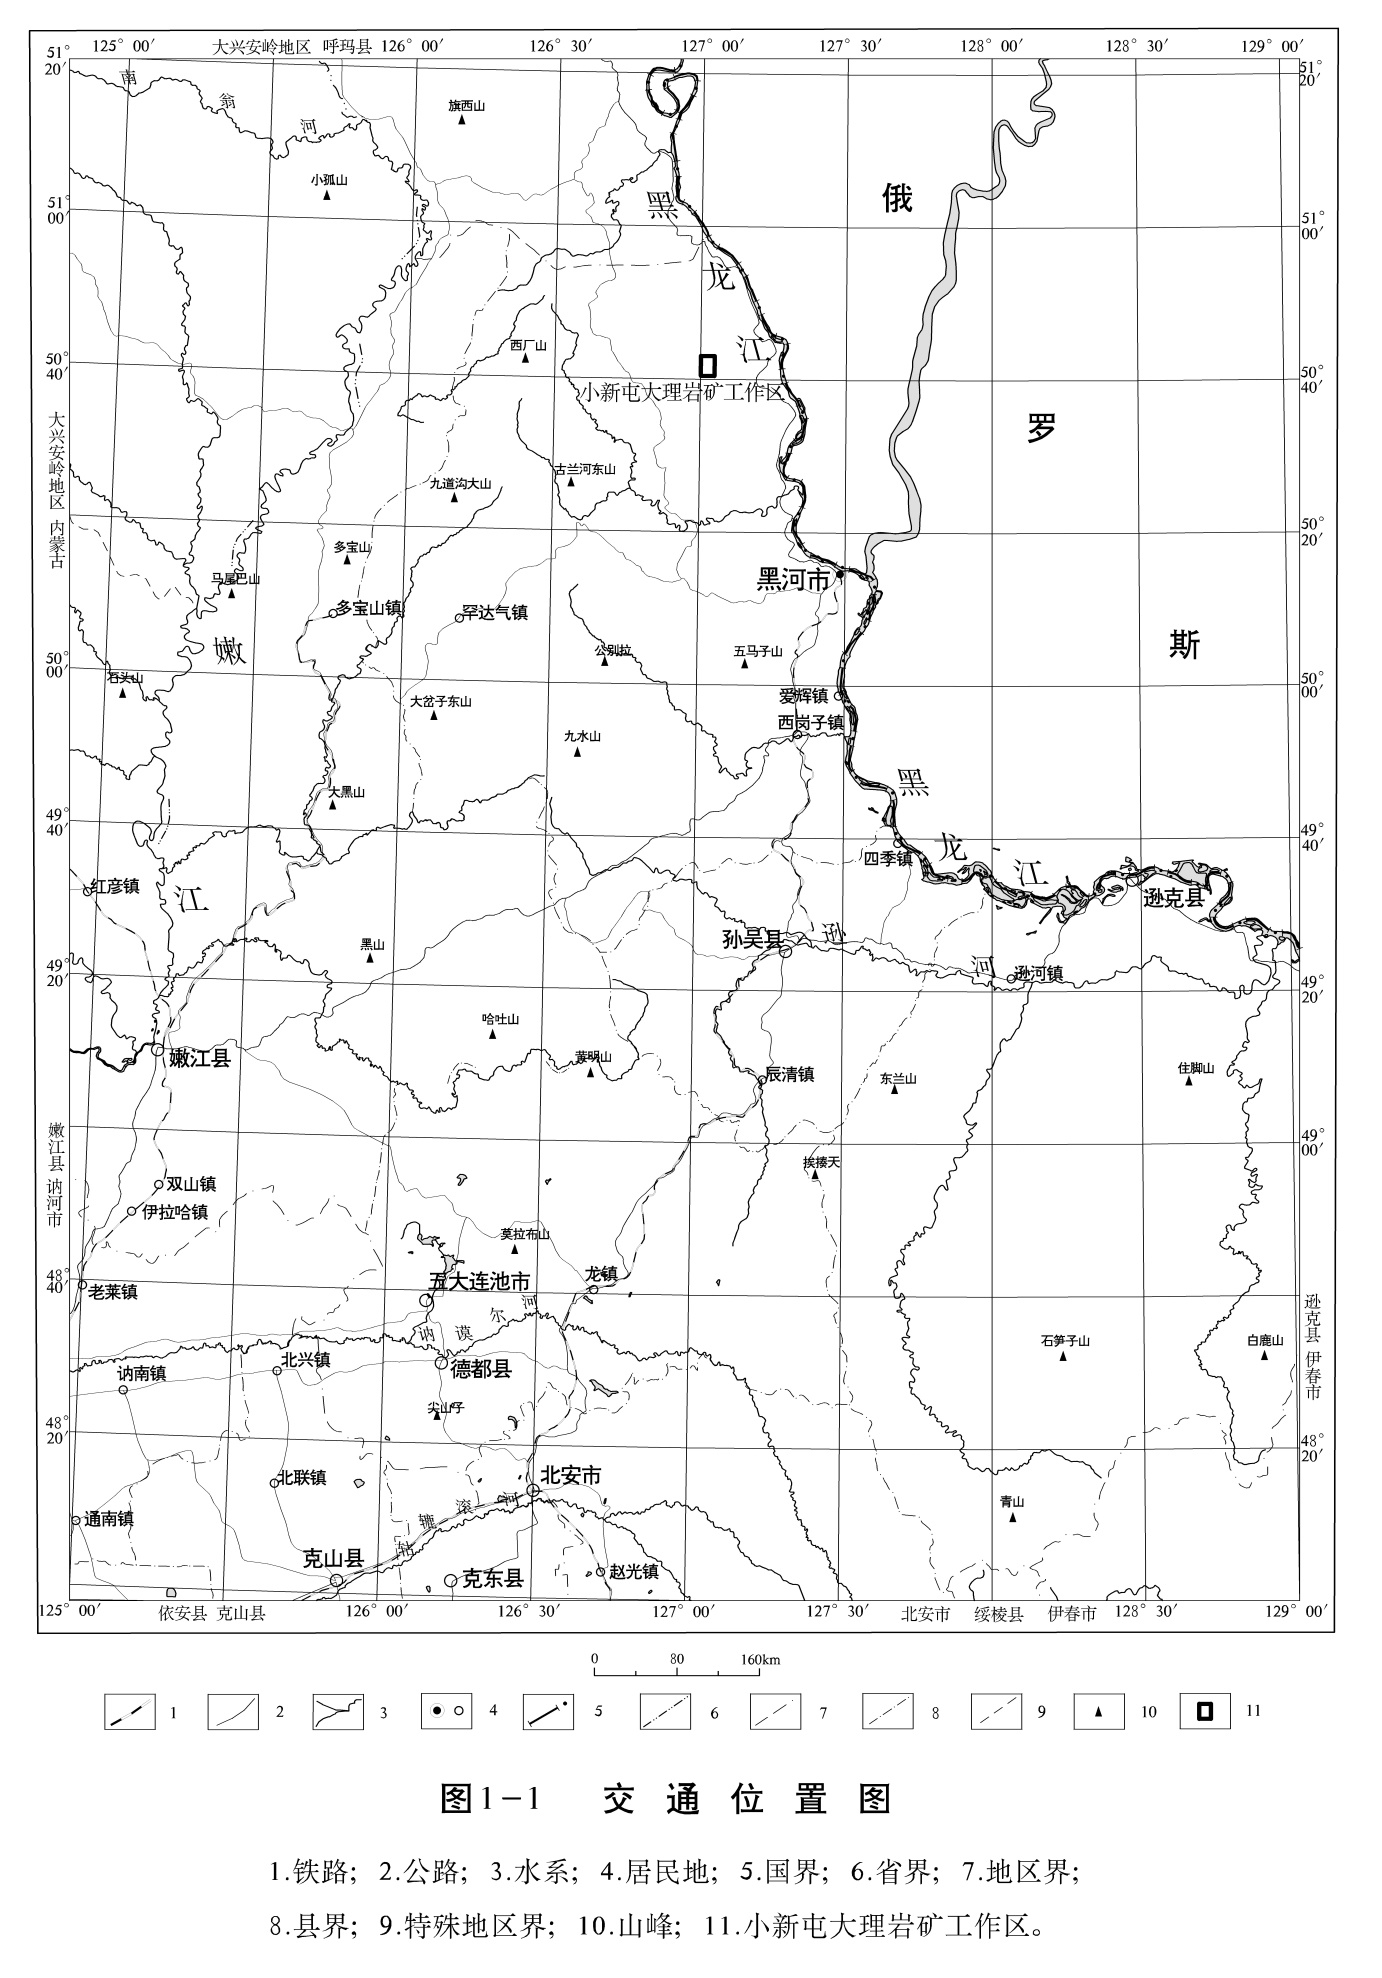 125° 00′ 大兴安岭地区 呼玛县 126° 00′ 126° 30′ 127° 00′ 127° 30′ 128° 00′ 128° 30′ 129° 00′
51° 20′
51° 20′
南翁河
旗西山
小孤山
俄罗斯
51° 00′
51° 00′
黑龙江
西厂山
小新屯大理岩矿工作区
50° 40′
50° 40′
大兴安岭地区 内蒙古
古兰河东山
九道沟大山
50° 20′
多宝山
马尾巴山
黑河市
多宝山镇
罕达气镇
嫩江
公别拉
五马子山
50° 00′
50° 00′
石头山
爱辉镇
大岔子东山
西岗子镇
九水山
大黑山
黑龙江
49° 40′
49° 40′
四季镇
红彦镇
逊克县
黑山
孙吴县
逊河
逊河镇
49° 20′
49° 20′
哈吐山
嫩江县
蒙明山
辰清镇
东兰山
住脚山
嫩江县 讷河市
49° 00′
挨揍天
双山镇
伊拉哈镇
莫拉布山
48° 40′
老莱镇
五大连池市
龙镇
讷谟尔河
逊克县 伊春市
石笋子山
白鹿山
讷南镇
北兴镇
德都县
尖山子
48° 20′
48° 20′
北联镇
北安市
轱辘滚河
青山
通南镇
克山县
克东县
赵光镇
125° 00′ 依安县 克山县 126° 00′ 126° 30′ 127° 00′ 127° 30′ 北安市 绥棱县 伊春市 128° 30′ 129° 00′
0 80 160km
1 2 3 4 5 6 7 8 9 10 11
图1-1 交通位置图
1.铁路；2.公路；3.水系；4.居民地；5.国界；6.省界；7.地区界；
8.县界；9.特殊地区界；10.山峰；11.小新屯大理岩矿工作区。